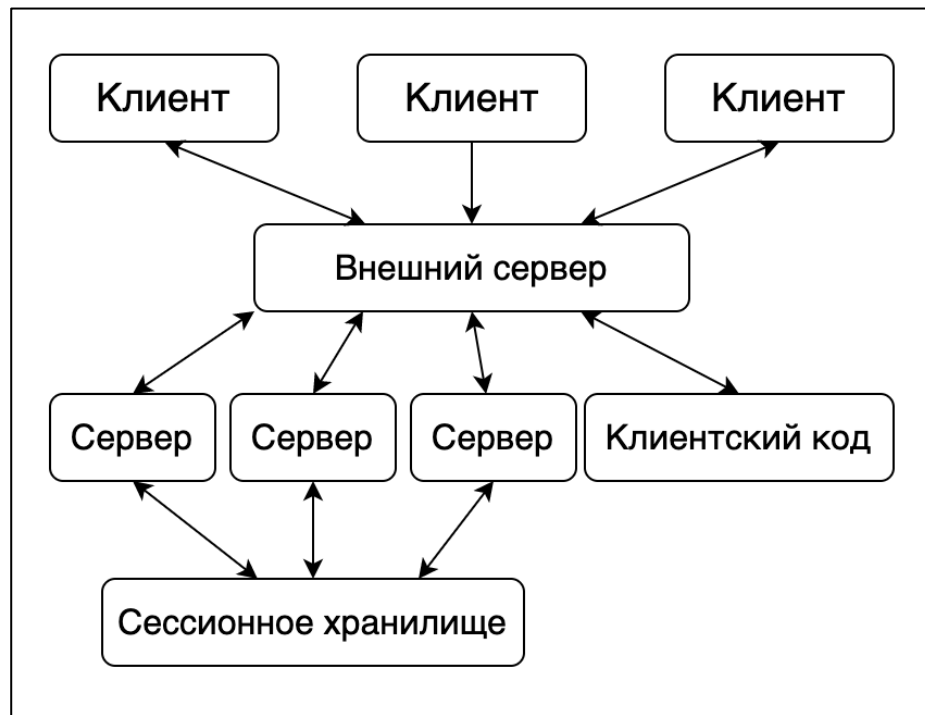 Клиент
Клиент
Клиент
Внешний сервер
Сервер
Сервер
Сервер
Клиентский код
Сессионное хранилище